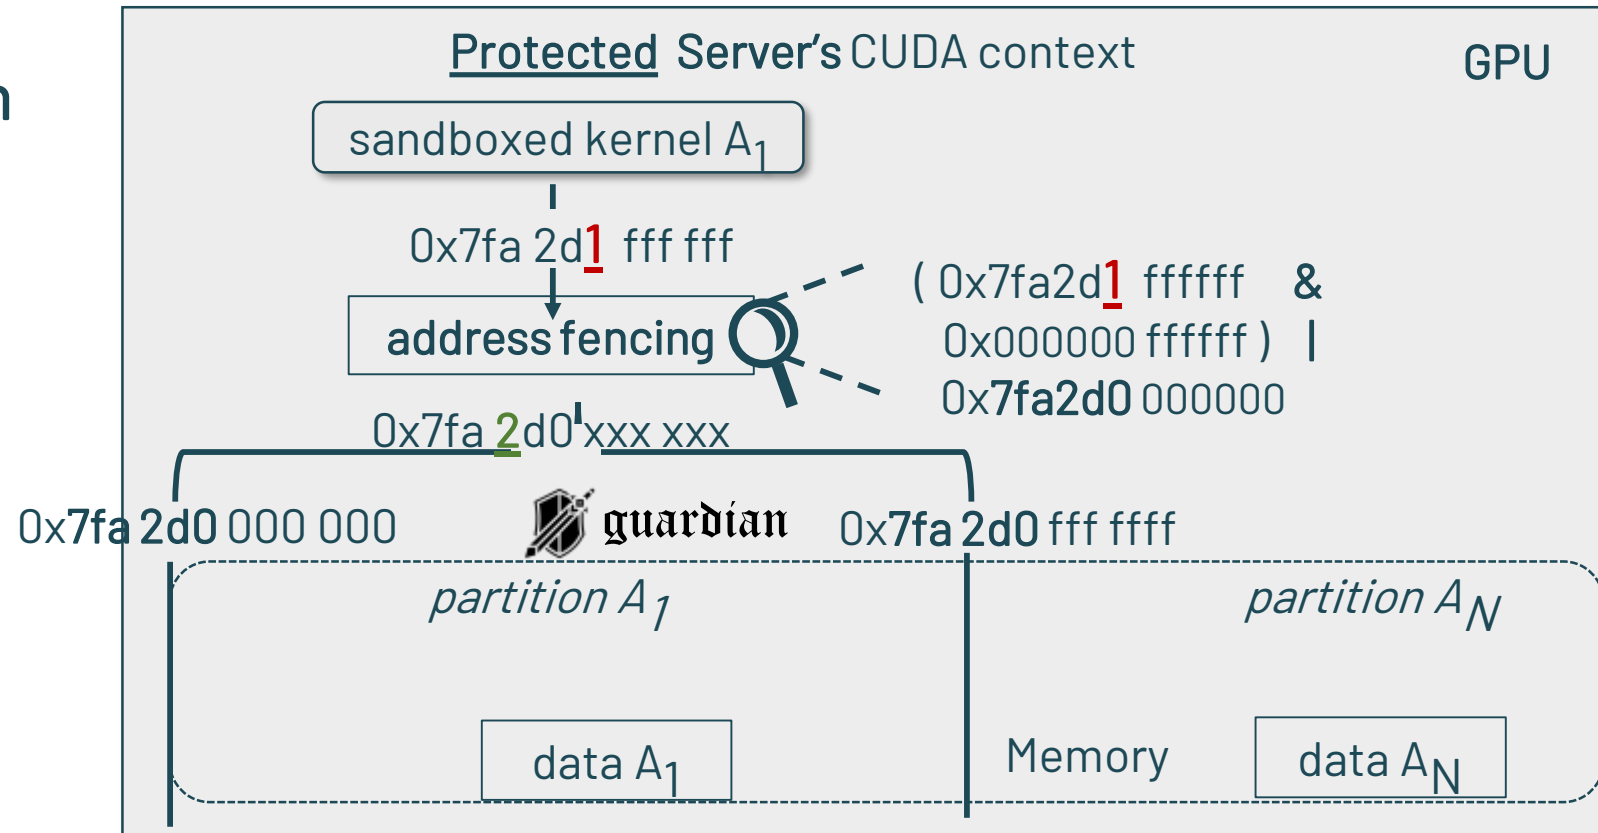 Protected Server's CUDA context
GPU
n
sandboxed kernel A1
0x7fa 2d1 fff fff
( 0x7fa2d1 ffffff &
0x000000 ffffff ) |
0x7fa2d0 000000
address fencing
0x7fa 2d0 xxx xxx
0x7fa 2d0 000 000
guardian
0x7fa 2d0 fff ffff
partition A1
partition AN
data A1
Memory
data AN